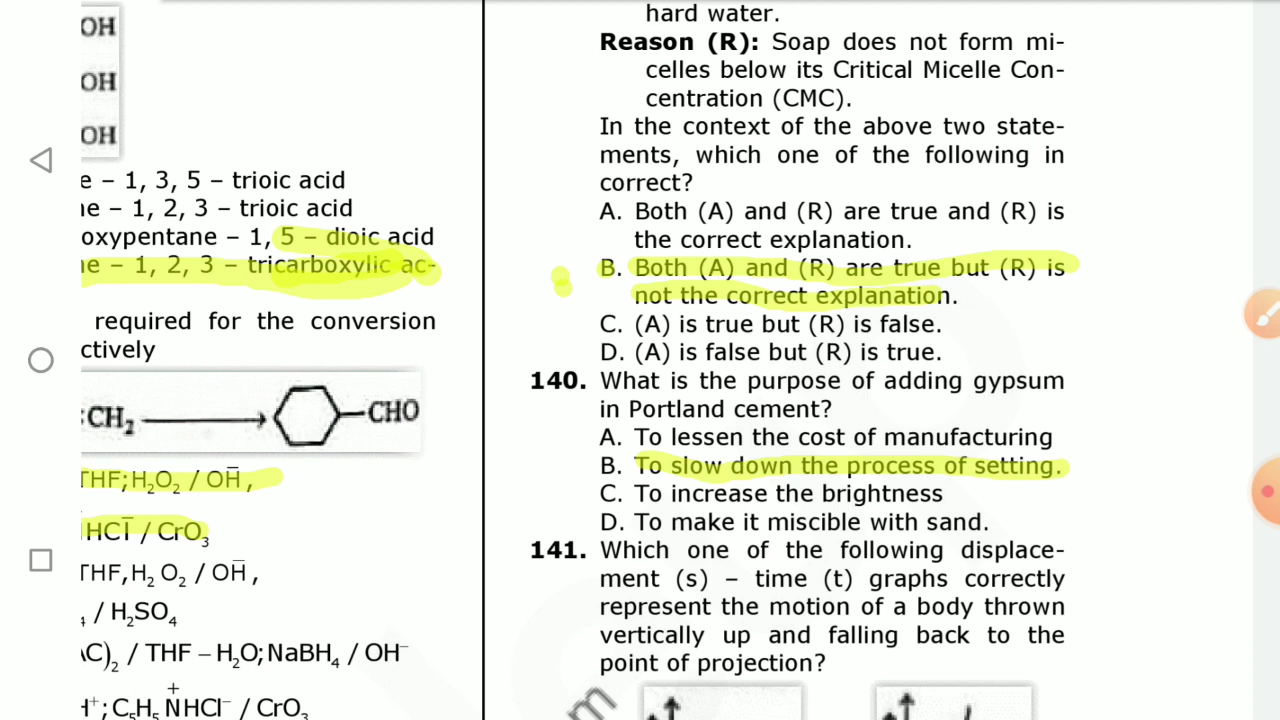 OH
OH
OH
e – 1, 3, 5 – trioic acid
ne – 1, 2, 3 – trioic acid
oxypentane – 1, 5 – dioic acid
ne – 1, 2, 3 – tricarboxylic ac-
required for the conversion
ctively
CH₂ → CHO
THF;H₂O₂ / OH̄ ,
HCl̄ / CrO₃
THF,H₂ O₂ / OH̄ ,
₄ / H₂SO₄
AC)₂ / THF – H₂O;NaBH₄ / OH⁻
H⁺;C₅H₅ N⁺HCl⁻ / CrO₃
hard water.
Reason (R): Soap does not form mi-
celles below its Critical Micelle Con-
centration (CMC).
In the context of the above two state-
ments, which one of the following in
correct?
A. Both (A) and (R) are true and (R) is
the correct explanation.
B. Both (A) and (R) are true but (R) is
not the correct explanation.
C. (A) is true but (R) is false.
D. (A) is false but (R) is true.
140. What is the purpose of adding gypsum
in Portland cement?
A. To lessen the cost of manufacturing
B. To slow down the process of setting.
C. To increase the brightness
D. To make it miscible with sand.
141. Which one of the following displace-
ment (s) – time (t) graphs correctly
represent the motion of a body thrown
vertically up and falling back to the
point of projection?